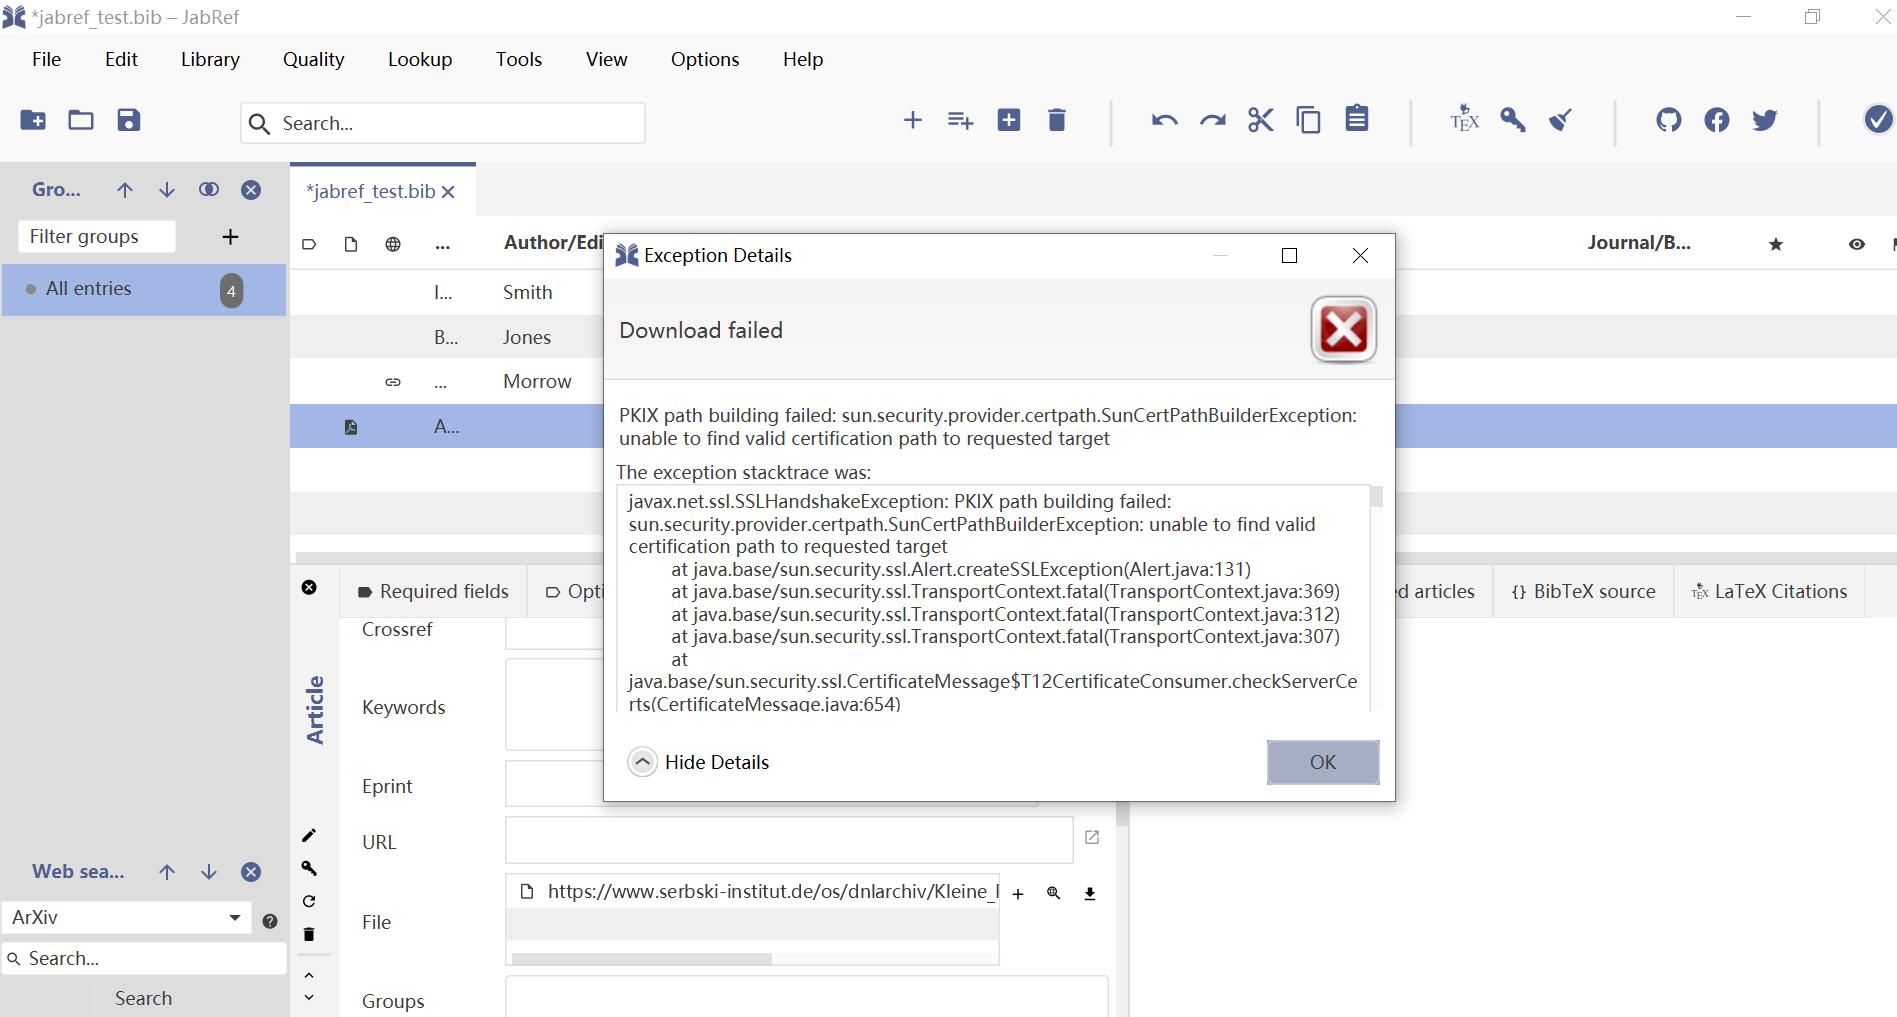 *jabref_test.bib – JabRef
File Edit Library Quality Lookup Tools View Options Help
Search...
TEX
Gro...
*jabref_test.bib
Filter groups
All entries 4
... Author/Edi Journal/B...
I... Smith
B... Jones
... Morrow
A...
Exception Details
Download failed
PKIX path building failed: sun.security.provider.certpath.SunCertPathBuilderException:
unable to find valid certification path to requested target
The exception stacktrace was:
javax.net.ssl.SSLHandshakeException: PKIX path building failed:
sun.security.provider.certpath.SunCertPathBuilderException: unable to find valid
certification path to requested target
at java.base/sun.security.ssl.Alert.createSSLException(Alert.java:131)
at java.base/sun.security.ssl.TransportContext.fatal(TransportContext.java:369)
at java.base/sun.security.ssl.TransportContext.fatal(TransportContext.java:312)
at java.base/sun.security.ssl.TransportContext.fatal(TransportContext.java:307)
at
java.base/sun.security.ssl.CertificateMessage$T12CertificateConsumer.checkServerCe
rts(CertificateMessage.java:654)
Hide Details
OK
Required fields Opti d articles {} BibTeX source TEX LaTeX Citations
Article
Crossref
Keywords
Eprint
URL
File https://www.serbski-institut.de/os/dnlarchiv/Kleine_
Groups
Web sea...
ArXiv
Search...
Search